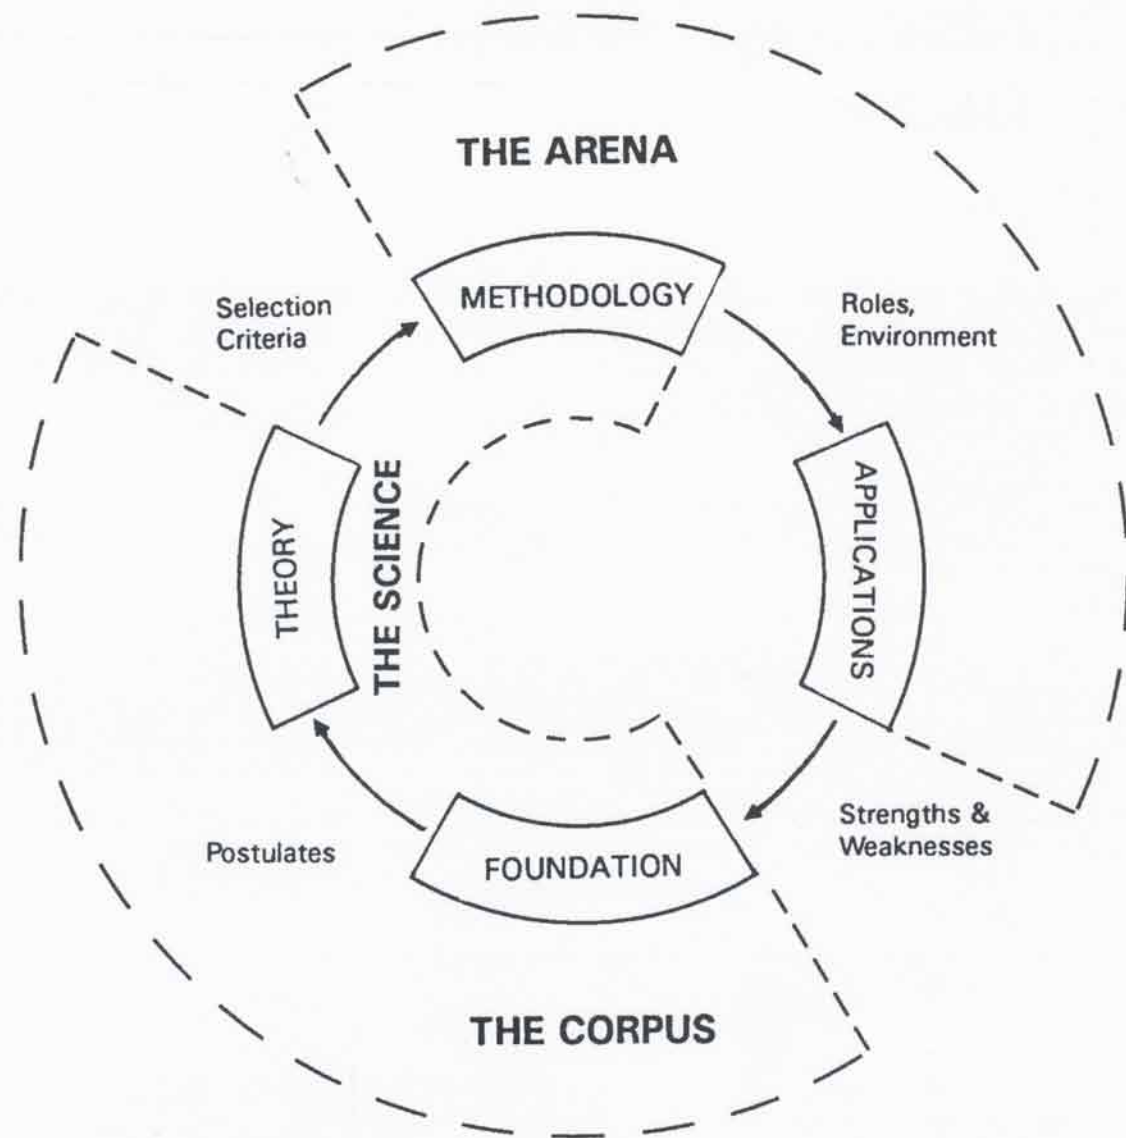 THE ARENA
METHODOLOGY
Selection
Criteria
Roles,
Environment
THEORY
THE SCIENCE
APPLICATIONS
Postulates
FOUNDATION
Strengths &
Weaknesses
THE CORPUS